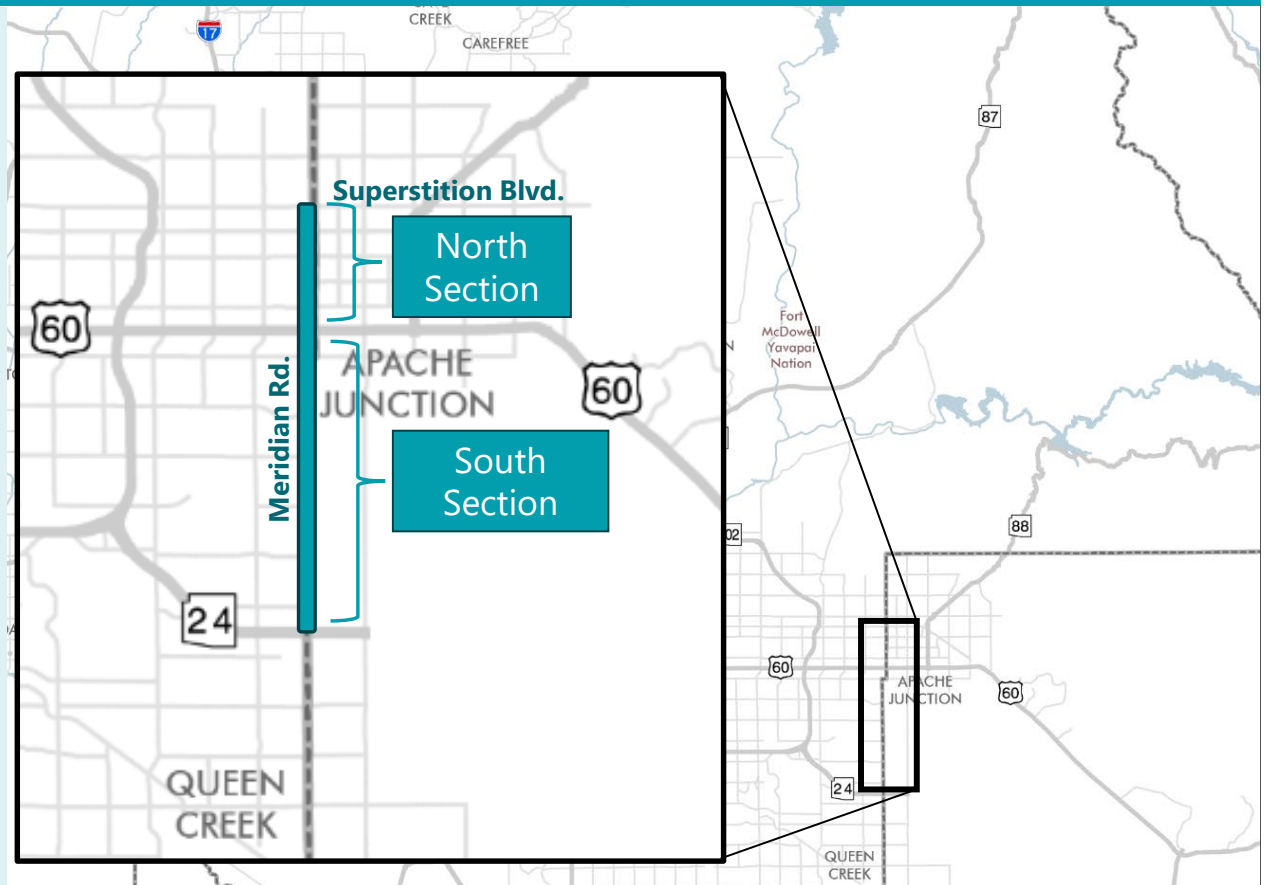 CREEK
17
CAREFREE
87
Superstition Blvd.
North
Section
60
Meridian Rd.
APACHE
JUNCTION
60
South
Section
24
QUEEN
CREEK
Fort
McDowell
Yavapai
Nation
88
60
APACHE
JUNCTION
60
24
QUEEN
CREEK